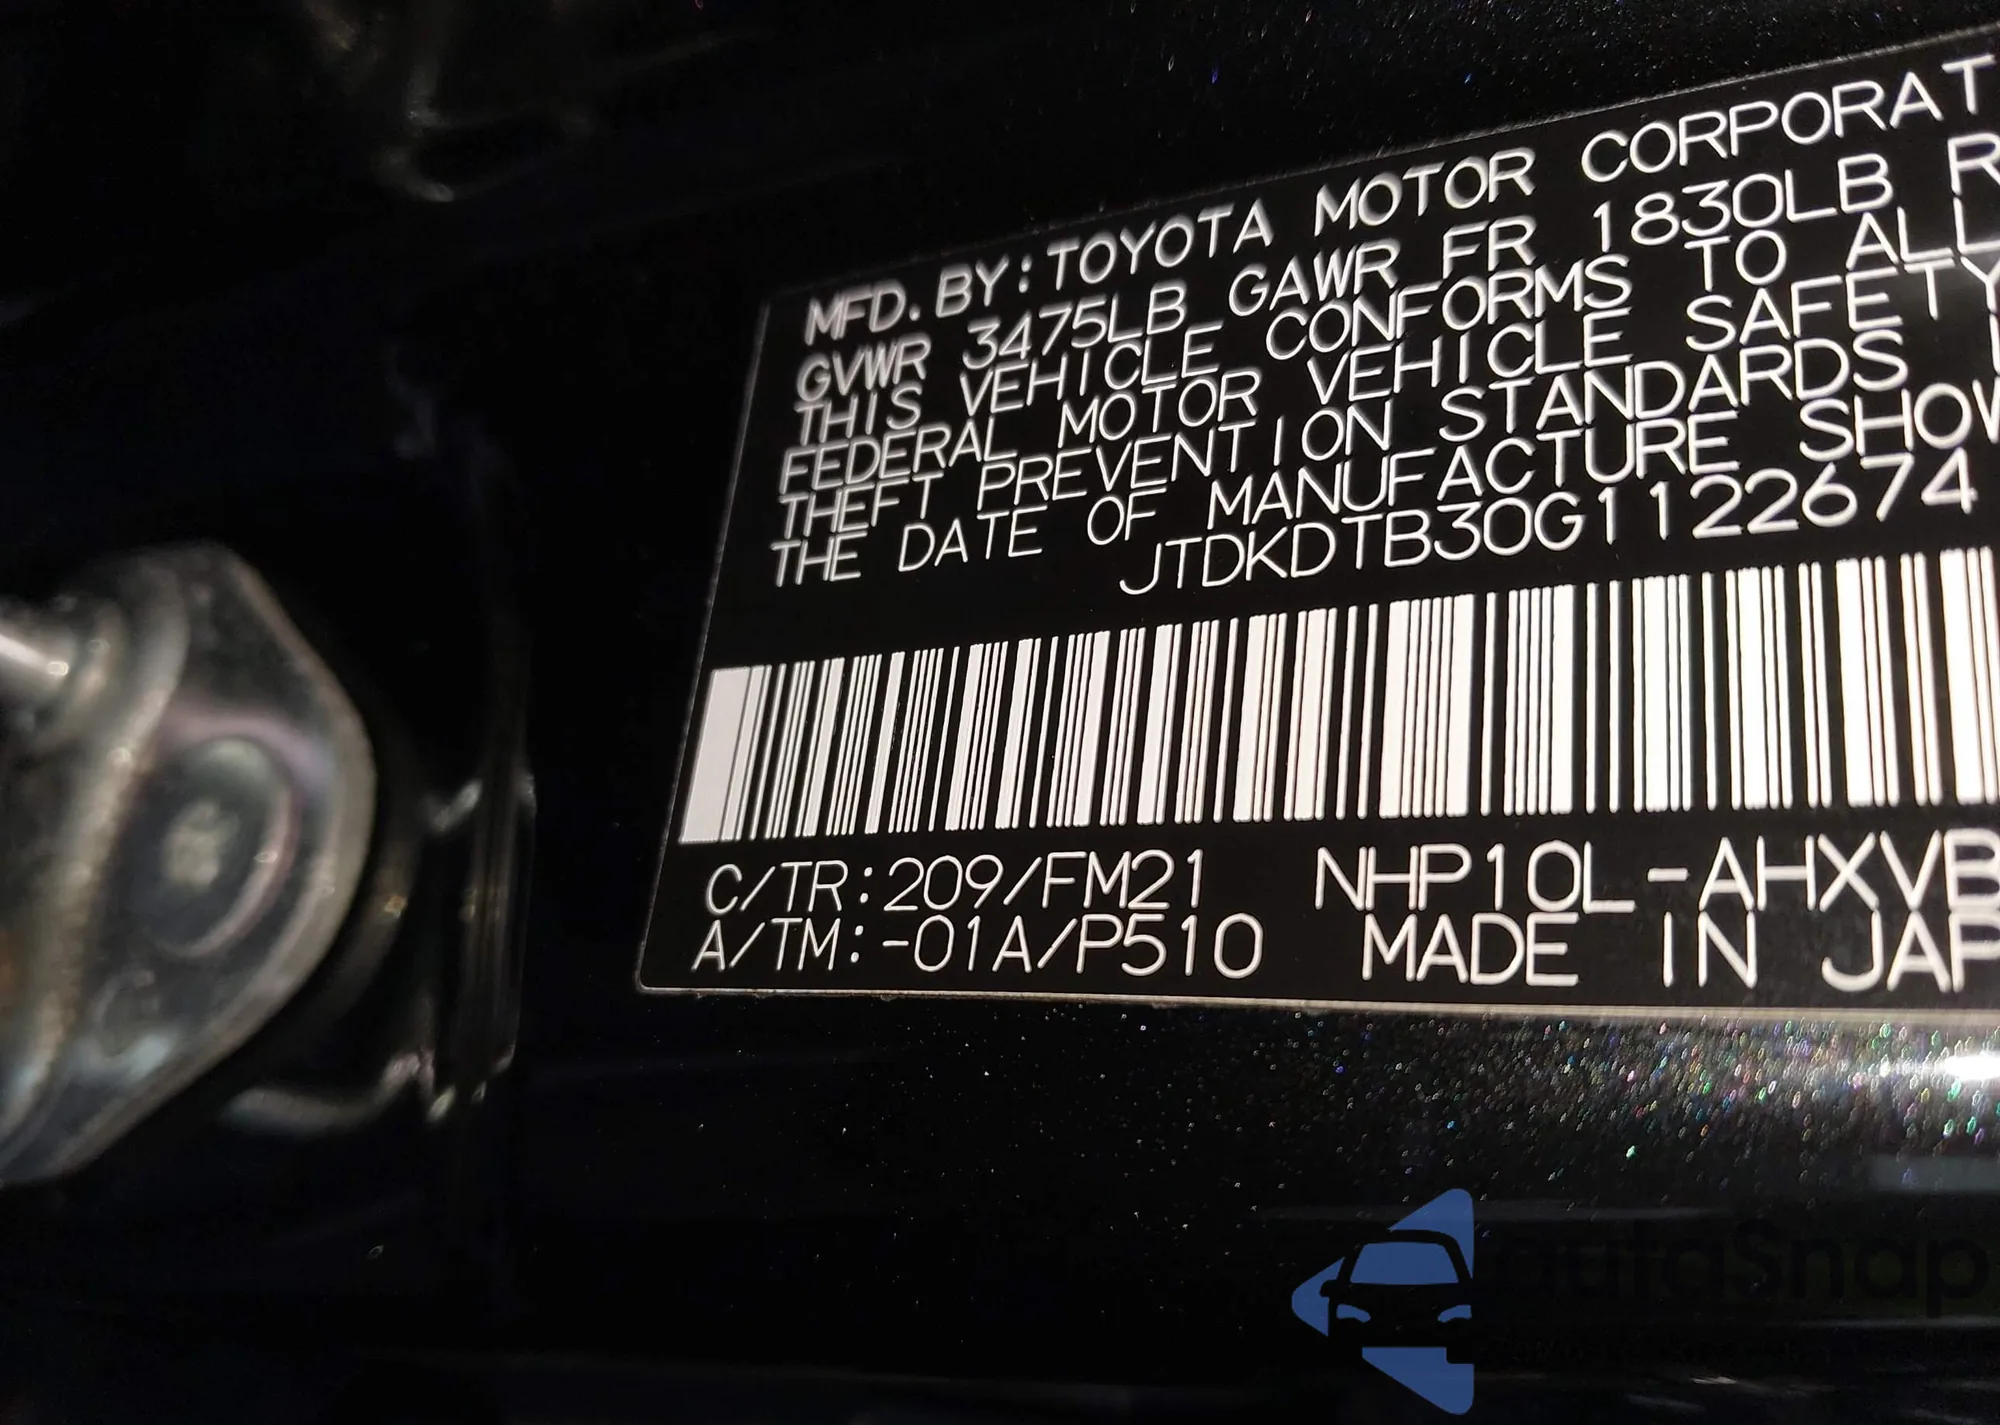 MFD. BY: TOYOTA MOTOR CORPORAT
GVWR 3475LB GAWR FR 1830LB R
THIS VEHICLE CONFORMS TO ALL
FEDERAL MOTOR VEHICLE SAFETY
THEFT PREVENTION STANDARDS I
THE DATE OF MANUFACTURE SHOW
JTDKDTB30G1122674
C/TR:209/FM21 NHP10L-AHXVB
A/TM:-01A/P510 MADE IN JAP
autoSnap